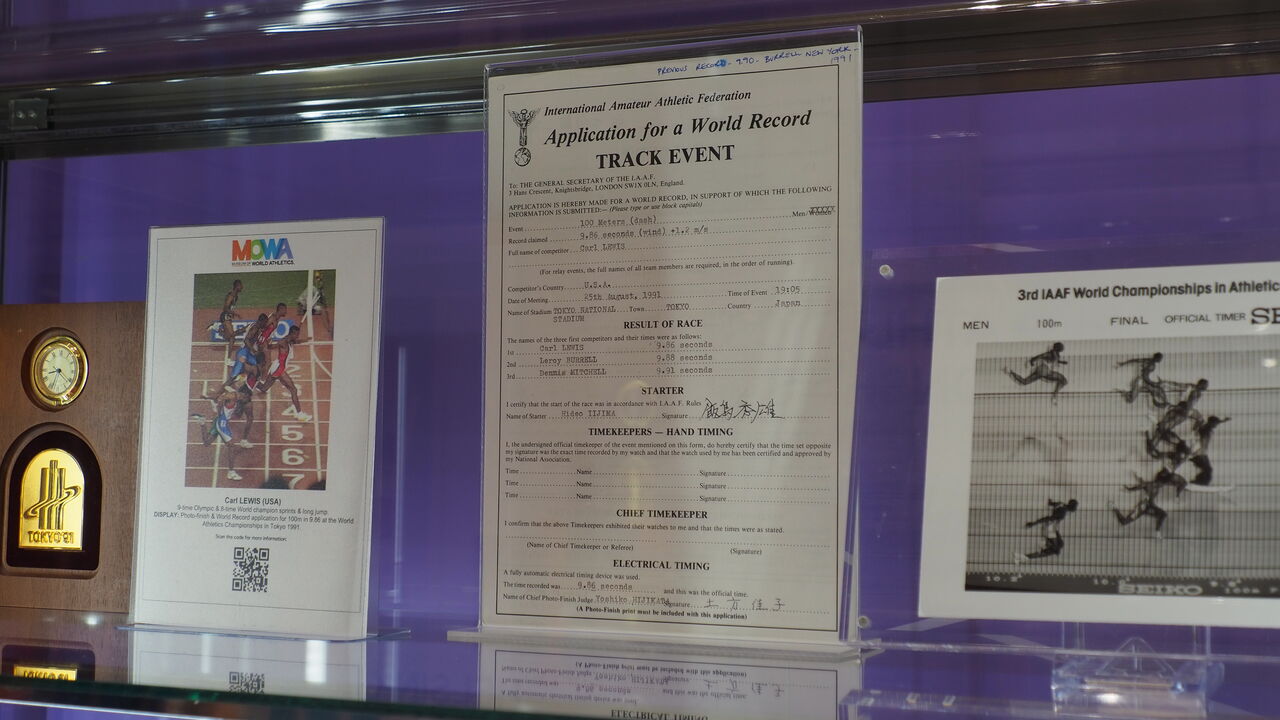 TOKYO'91
MOWA
MUSEUM OF WORLD ATHLETICS
4
5
6
7
Carl LEWIS (USA)
9-time Olympic & 8-time World champion sprints & long jump.
DISPLAY: Photo-finish & World Record application for 100m in 9.86 at the World
Athletics Championships in Tokyo 1991.
Scan the code for more information:
PREVIOUS RECORD - 9.90 - BURRELL NEW YORK -
1991
International Amateur Athletic Federation
Application for a World Record
TRACK EVENT
To: THE GENERAL SECRETARY OF THE I.A.A.F.
3 Hans Crescent, Knightsbridge, LONDON SW1X 0LN, England.
APPLICATION IS HEREBY MADE FOR A WORLD RECORD, IN SUPPORT OF WHICH THE FOLLOWING
INFORMATION IS SUBMITTED:— (Please type or use block capitals)
Event 100 Meters (dash) Men/Women
Record claimed 9.86 seconds (wind) +1.2 m/s
Full name of competitor Carl LEWIS
(For relay events, the full names of all team members are required, in the order of running).
Competitor's Country U.S.A.
Date of Meeting 25th August, 1991 Time of Event 19:05
Name of Stadium TOKYO NATIONAL STADIUM Town TOKYO Country Japan
RESULT OF RACE
The names of the three first competitors and their times were as follows:
1st Carl LEWIS 9.86 seconds
2nd Leroy BURRELL 9.88 seconds
3rd Dennis MITCHELL 9.91 seconds
STARTER
I certify that the start of the race was in accordance with I.A.A.F. Rules
Name of Starter Hideo IIJIMA Signature 飯島秀雄
TIMEKEEPERS — HAND TIMING
I, the undersigned official timekeeper of the event mentioned on this form, do hereby certify that the time set opposite
my signature was the exact time recorded by my watch and that the watch used by me has been certified and approved by
my National Association.
Time Name Signature
Time Name Signature
Time Name Signature
CHIEF TIMEKEEPER
I confirm that the above Timekeepers exhibited their watches to me and that the times were as stated.
(Name of Chief Timekeeper or Referee) (Signature)
ELECTRICAL TIMING
A fully automatic electrical timing device was used.
The time recorded was 9.86 seconds and this was the official time.
Name of Chief Photo-Finish Judge Yoshiko HIJIKATA Signature 土方佳子
(A Photo-Finish print must be included with this application)
3rd IAAF World Championships in Athletic
MEN 100m FINAL OFFICIAL TIMER SE
SEIKO